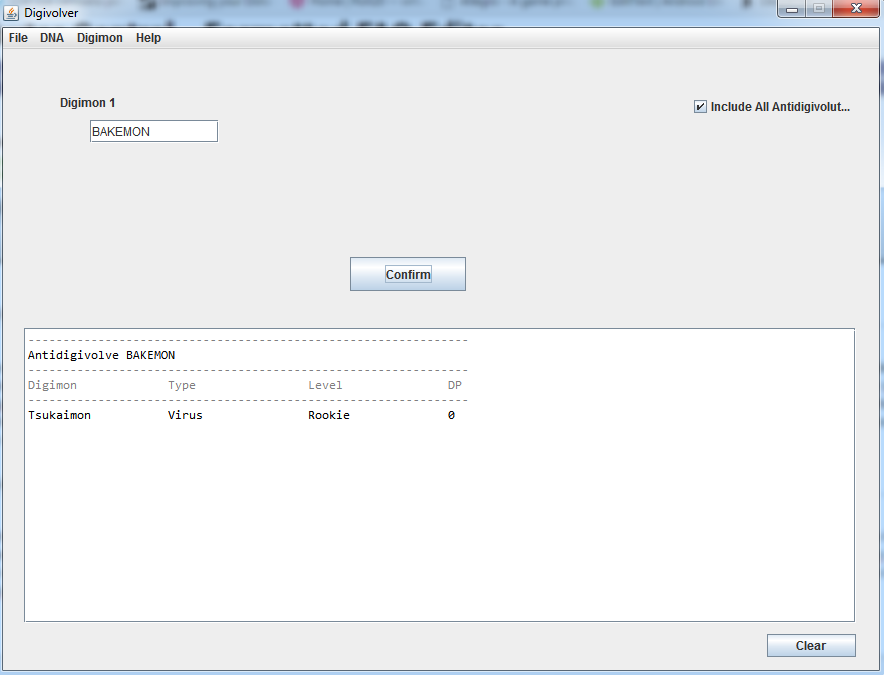 Digivolver
File DNA Digimon Help
Digimon 1
Include All Antidigivolut...
BAKEMON
Confirm
---------------------------------------------------------------
Antidigivolve BAKEMON
---------------------------------------------------------------
Digimon Type Level DP
---------------------------------------------------------------
Tsukaimon Virus Rookie 0
Clear